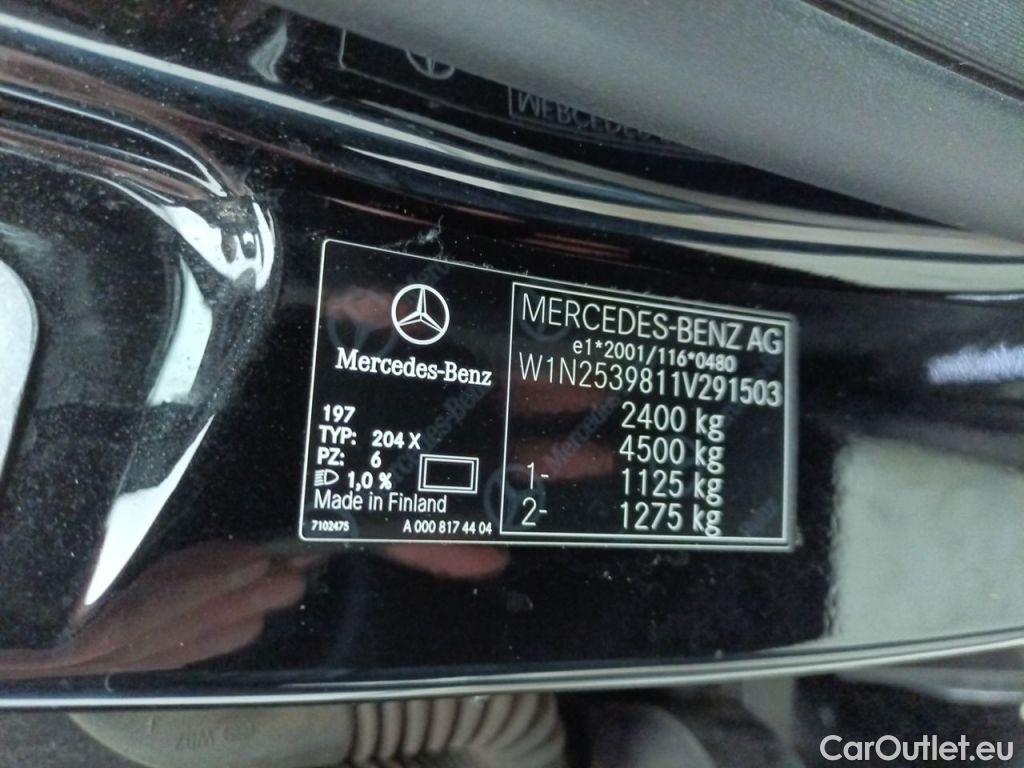 Mercedes-Benz
197
TYP: 204 X
PZ: 6
1,0 %
Made in Finland
7102475 A 000 817 44 04
MERCEDES-BENZ AG
e1*2001/116*0480
W1N2539811V291503
2400 kg
4500 kg
1- 1125 kg
2- 1275 kg
CarOutlet.eu